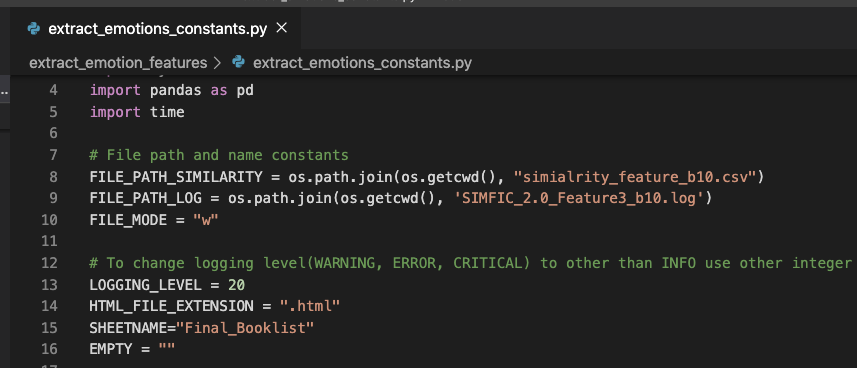 extract_emotions_constants.py ×
extract_emotion_features > extract_emotions_constants.py
4 import pandas as pd
5 import time
6
7 # File path and name constants
8 FILE_PATH_SIMILARITY = os.path.join(os.getcwd(), "simialrity_feature_b10.csv")
9 FILE_PATH_LOG = os.path.join(os.getcwd(), 'SIMFIC_2.0_Feature3_b10.log')
10 FILE_MODE = "w"
11
12 # To change logging level(WARNING, ERROR, CRITICAL) to other than INFO use other integer
13 LOGGING_LEVEL = 20
14 HTML_FILE_EXTENSION = ".html"
15 SHEETNAME="Final_Booklist"
16 EMPTY = ""